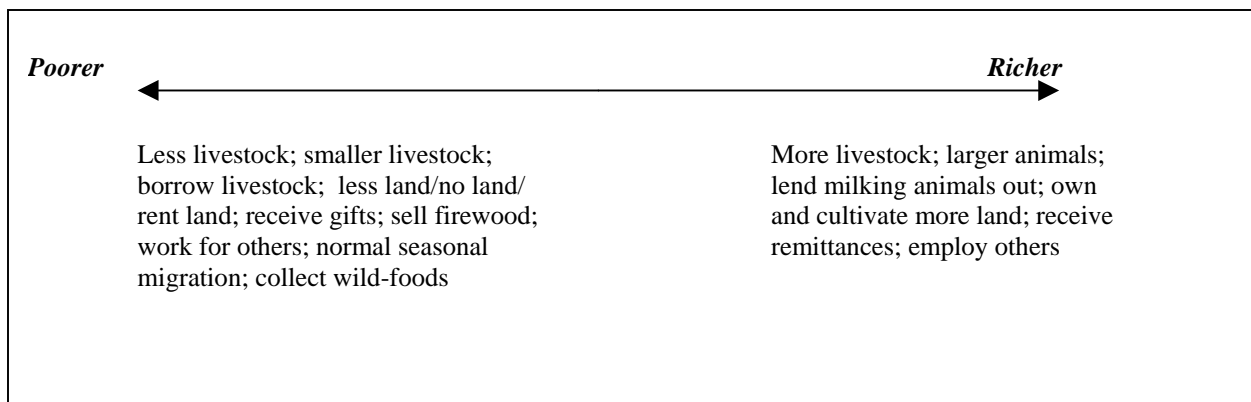 Poorer
Richer
Less livestock; smaller livestock;
borrow livestock;  less land/no land/
rent land; receive gifts; sell firewood;
work for others; normal seasonal
migration; collect wild-foods
More livestock; larger animals;
lend milking animals out; own
and cultivate more land; receive
remittances; employ others